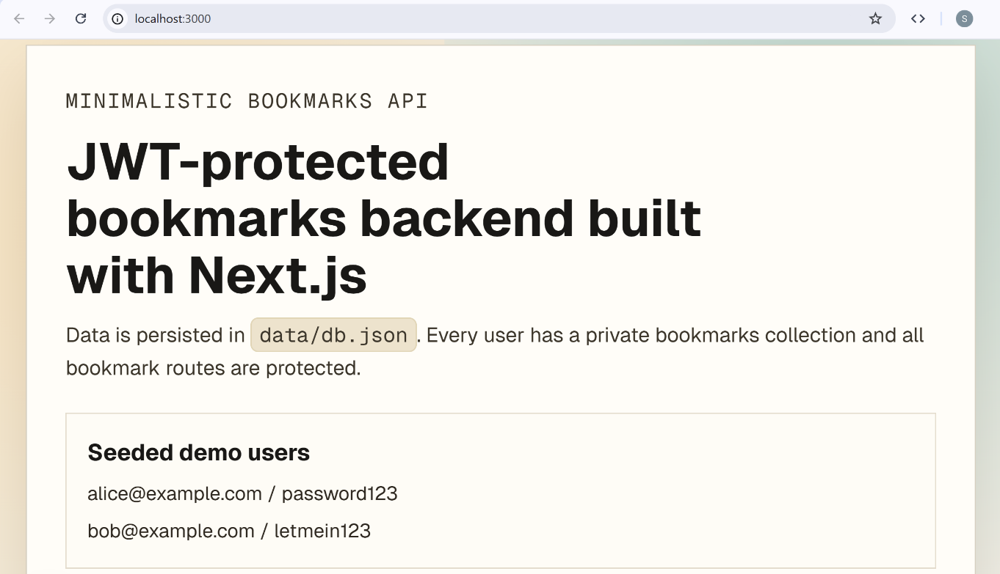 localhost:3000
S
MINIMALISTIC BOOKMARKS API
JWT-protected
bookmarks backend built
with Next.js
Data is persisted in data/db.json. Every user has a private bookmarks collection and all
bookmark routes are protected.
Seeded demo users
alice@example.com / password123
bob@example.com / letmein123